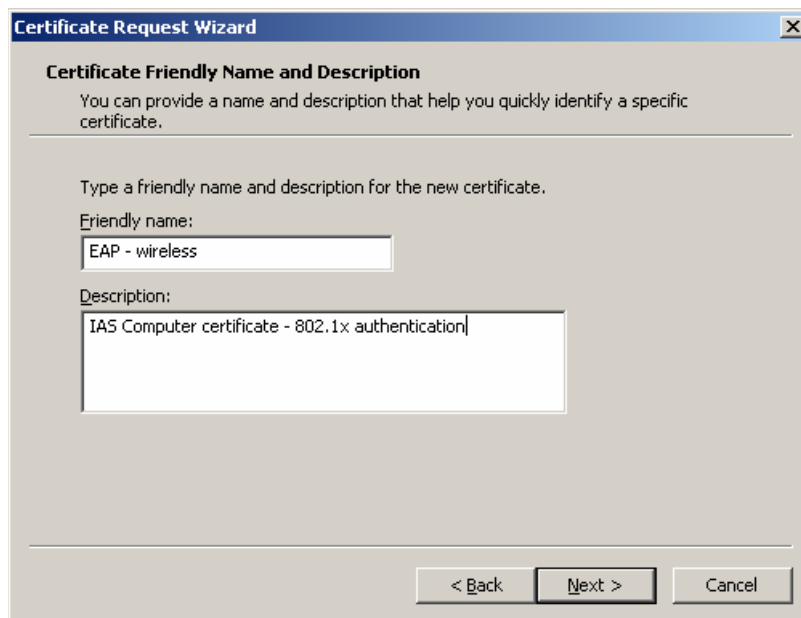 Certificate Request Wizard
Certificate Friendly Name and Description
You can provide a name and description that help you quickly identify a specific
certificate.
Type a friendly name and description for the new certificate.
Friendly name:
EAP - wireless
Description:
IAS Computer certificate - 802.1x authentication
< Back Next > Cancel